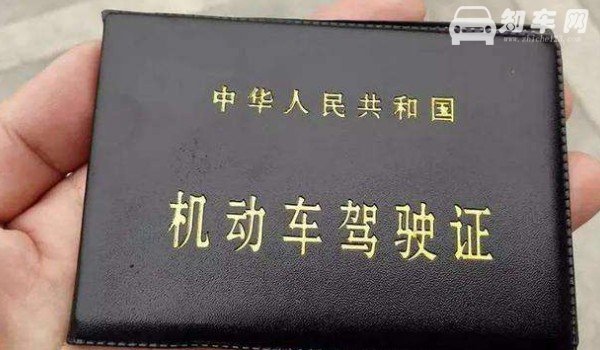 知车网
中华人民共和国
机动车驾驶证